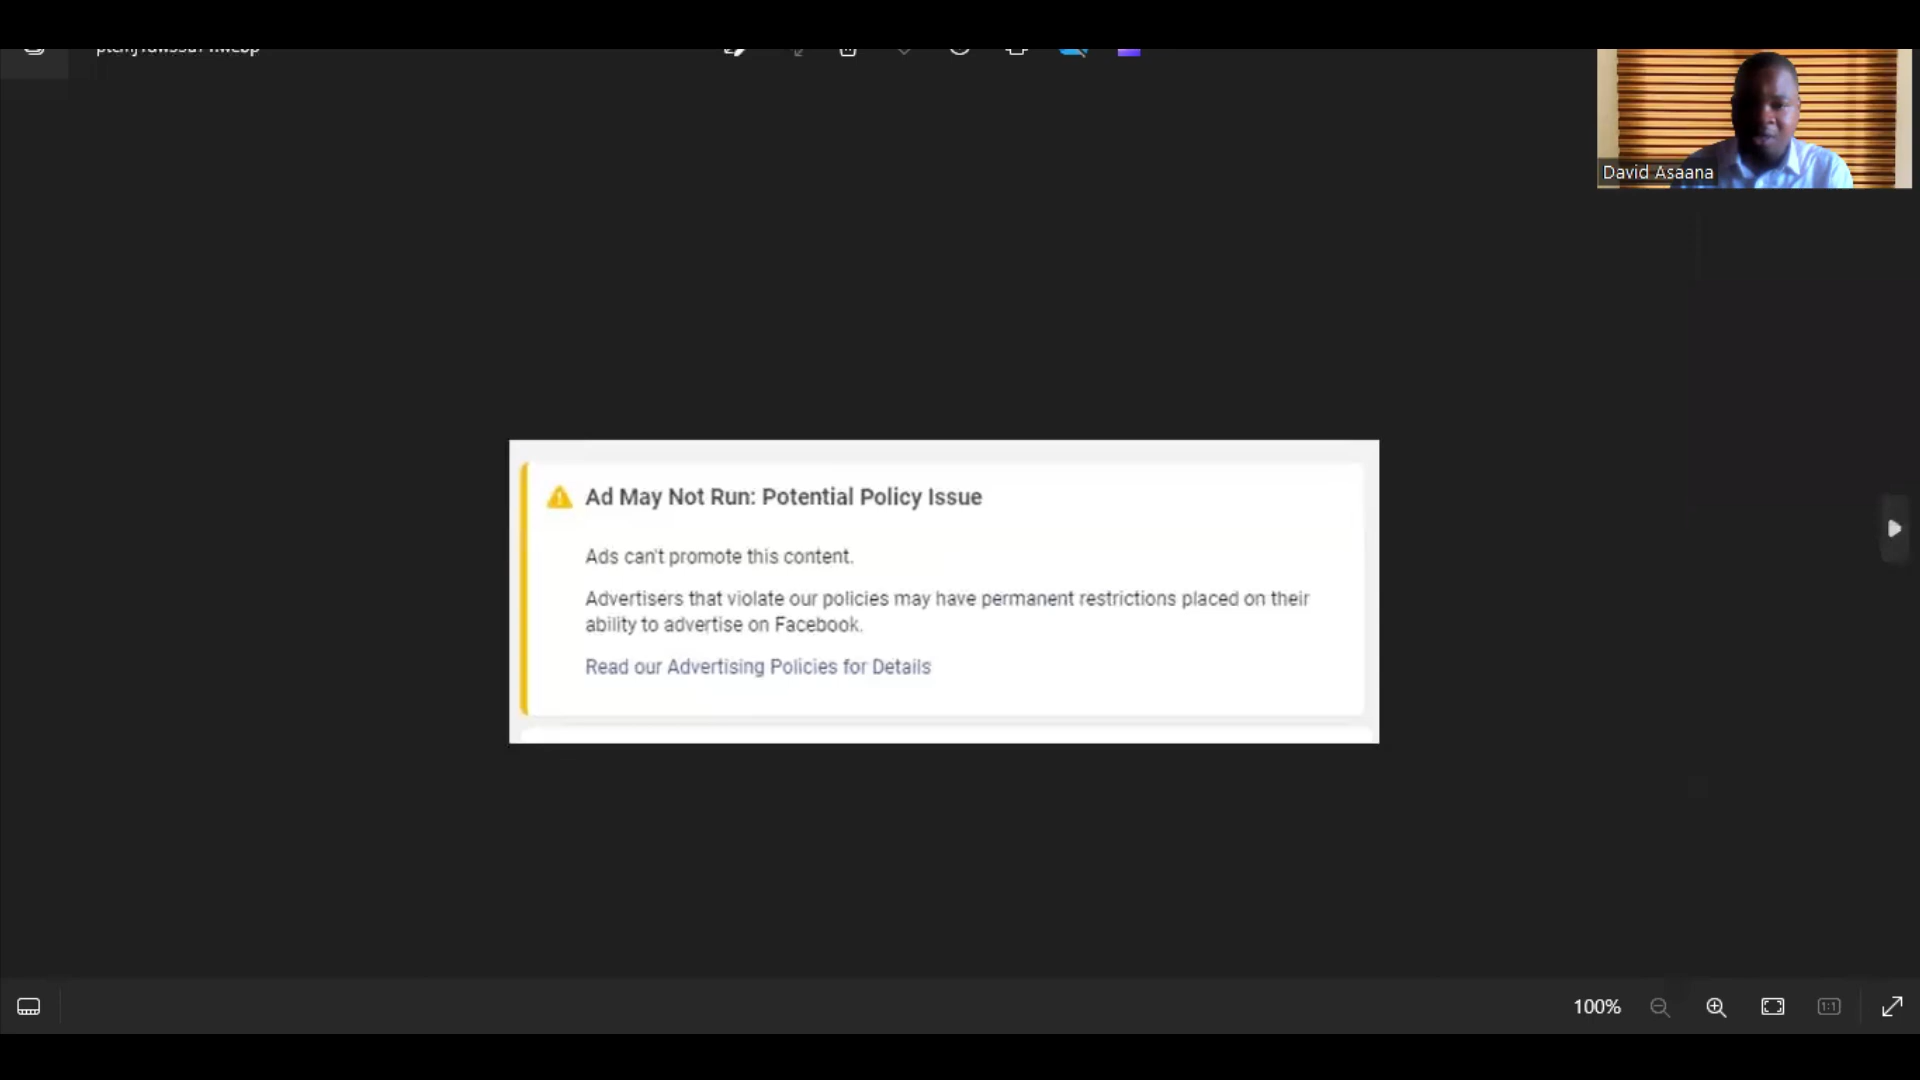 David Asaana
Ad May Not Run: Potential Policy Issue
Ads can't promote this content.
Advertisers that violate our policies may have permanent restrictions placed on their
ability to advertise on Facebook.
Read our Advertising Policies for Details
100%
1:1